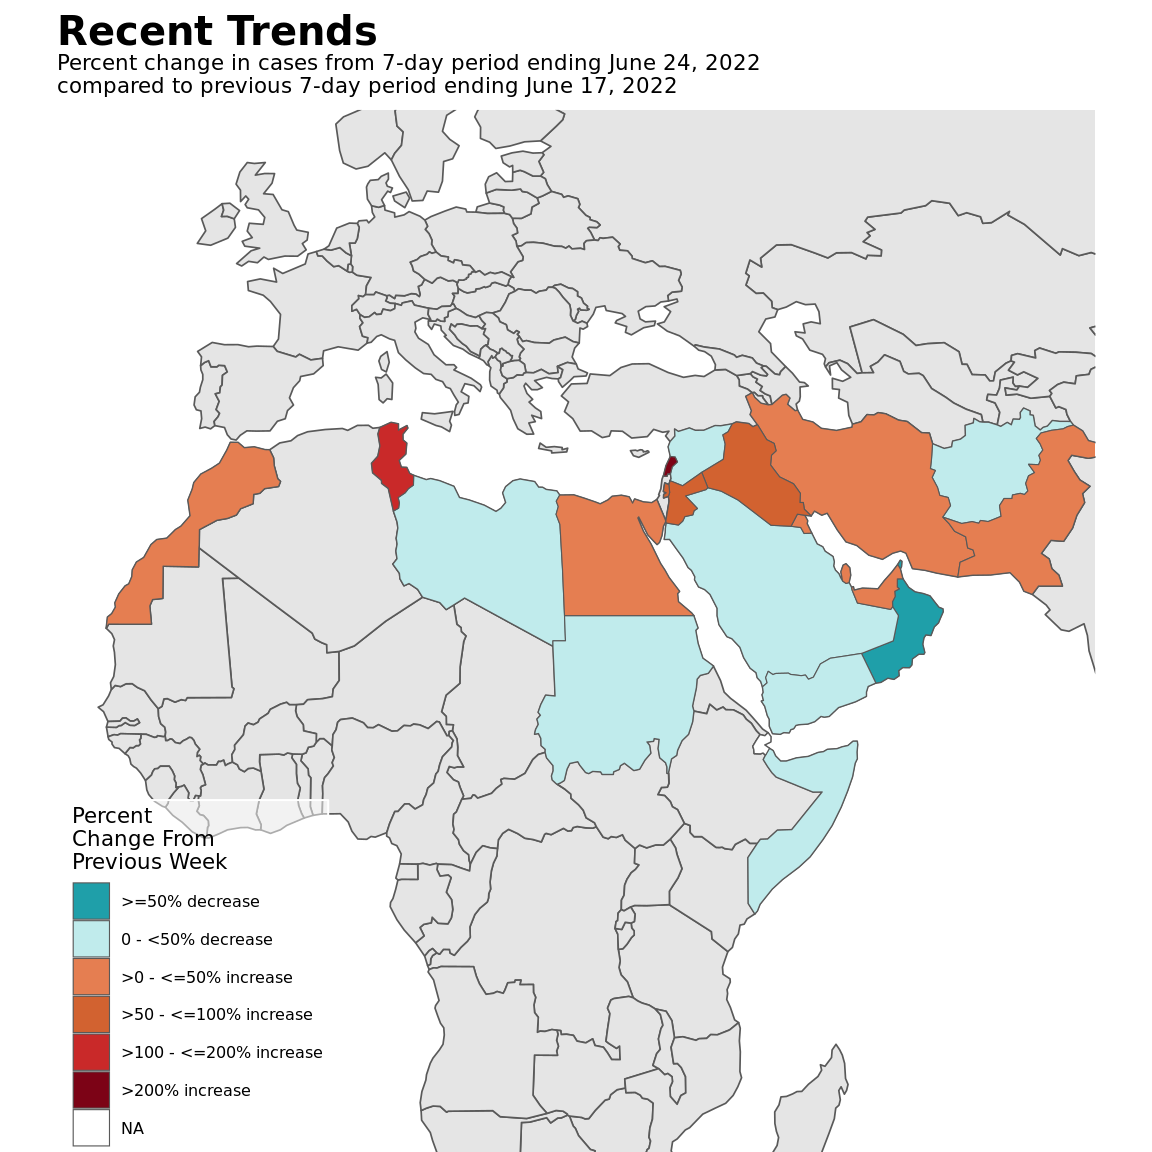 Recent Trends
Percent change in cases from 7-day period ending June 24, 2022
compared to previous 7-day period ending June 17, 2022
Percent
Change From
Previous Week
>=50% decrease
0 - <50% decrease
>0 - <=50% increase
>50 - <=100% increase
>100 - <=200% increase
>200% increase
NA